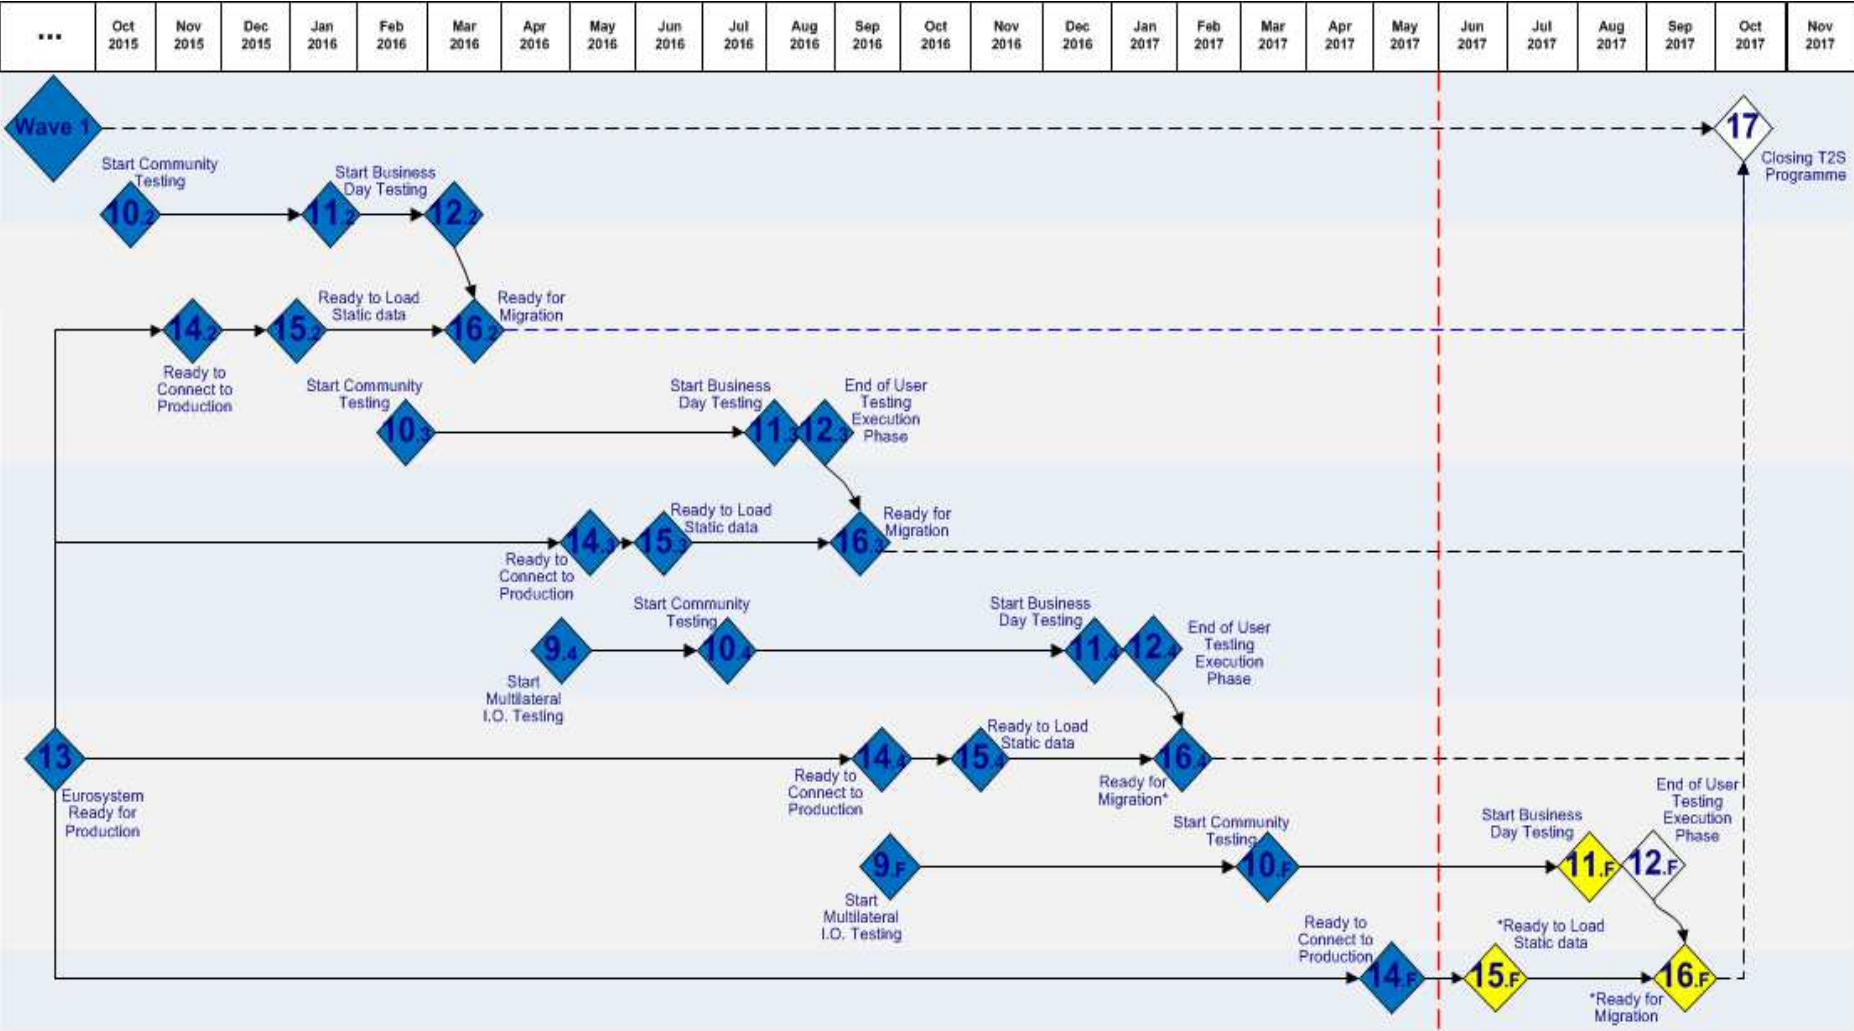 ...
Oct
2015
Nov
2015
Dec
2015
Jan
2016
Feb
2016
Mar
2016
Apr
2016
May
2016
Jun
2016
Jul
2016
Aug
2016
Sep
2016
Oct
2016
Nov
2016
Dec
2016
Jan
2017
Feb
2017
Mar
2017
Apr
2017
May
2017
Jun
2017
Jul
2017
Aug
2017
Sep
2017
Oct
2017
Nov
2017
Wave 1
17
Closing T2S
Programme
Start Community
Testing
Start Business
Day Testing
10.2
11.2
12.2
Ready to Load
Static data
Ready for
Migration
14.2
15.2
16.2
Ready to
Connect to
Production
Start Community
Testing
Start Business
Day Testing
End of User
Testing
Execution
Phase
10.3
11.3
12.3
Ready to Load
Static data
Ready for
Migration
14.3
15.3
16.3
Ready to
Connect to
Production
Start Community
Testing
Start Business
Day Testing
End of User
Testing
Execution
Phase
9.4
10.4
11.4
12.4
Start
Multilateral
I.O. Testing
Ready to Load
Static data
13
14.4
15.4
16.4
Eurosystem
Ready for
Production
Ready to
Connect to
Production
Ready for
Migration*
Start Community
Testing
Start Business
Day Testing
End of User
Testing
Execution
Phase
9.F
10.F
11.F
12.F
Start
Multilateral
I.O. Testing
Ready to
Connect to
Production
*Ready to Load
Static data
14.F
15.F
16.F
*Ready for
Migration